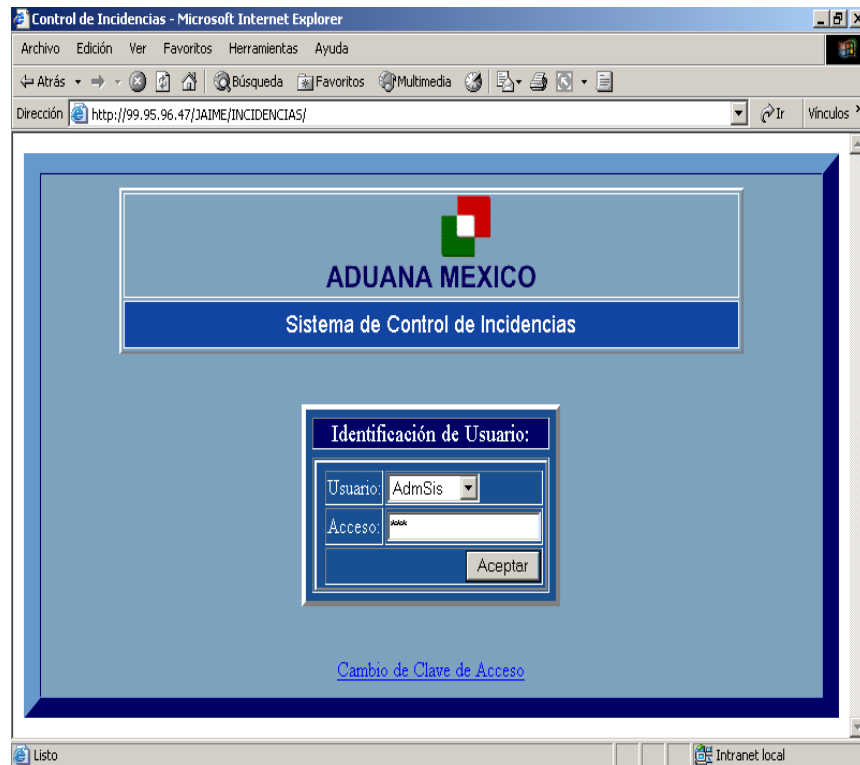 Control de Incidencias - Microsoft Internet Explorer
Archivo Edición Ver Favoritos Herramientas Ayuda
Atrás Búsqueda Favoritos Multimedia
Dirección http://99.95.96.47/JAIME/INCIDENCIAS/ Ir Vínculos
ADUANA MEXICO
Sistema de Control de Incidencias
Identificación de Usuario:
Usuario: AdmSis
Acceso: ***
Aceptar
Cambio de Clave de Acceso
Listo Intranet local